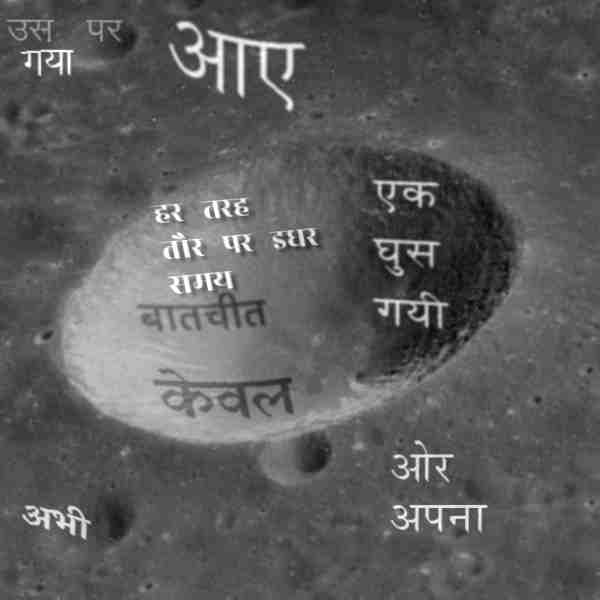 उस पर
गया
आए
हर तरह
तौर पर इधर
समय
एक
घुस
गयी
बातचीत
केवल
ओर
अपना
अभी